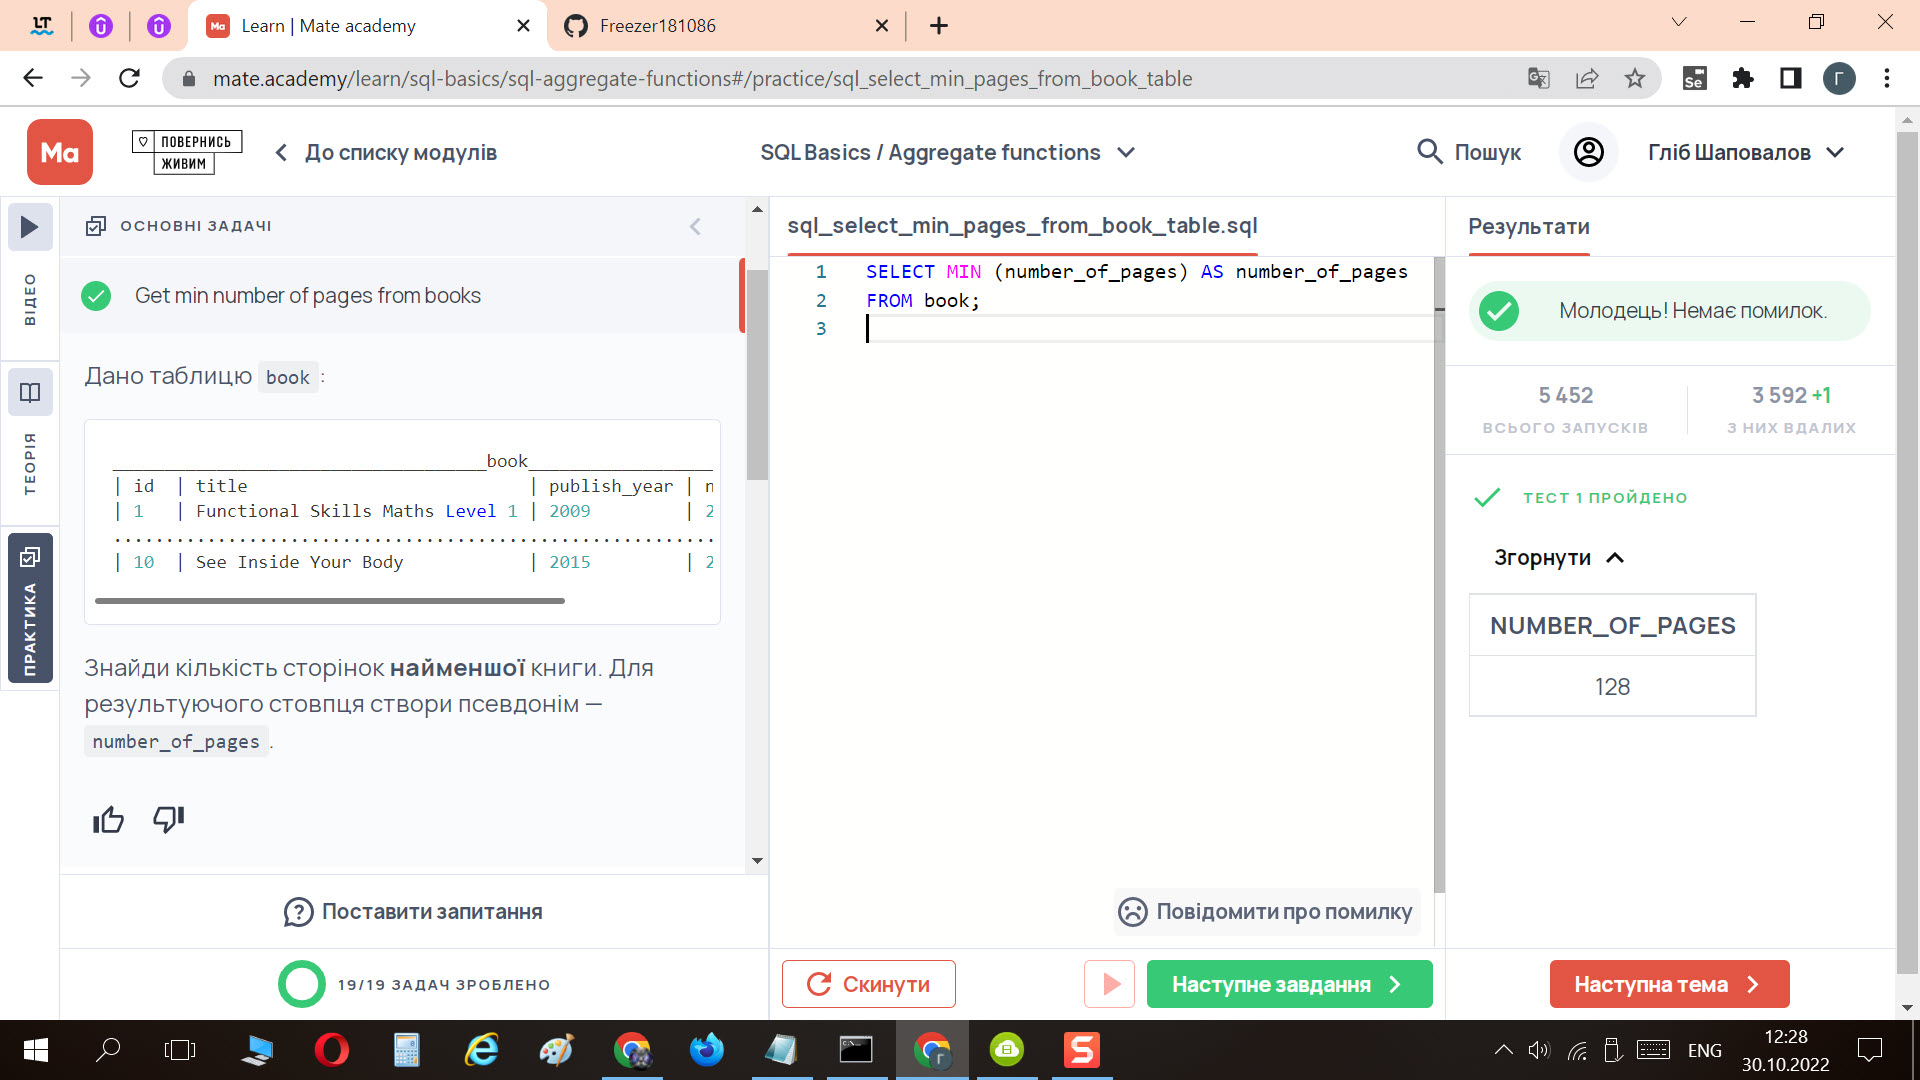 Learn | Mate academy
Freezer181086
mate.academy/learn/sql-basics/sql-aggregate-functions#/practice/sql_select_min_pages_from_book_table
Se
Г
Ma
ПОВЕРНИСЬ
ЖИВИМ
До списку модулів
SQL Basics / Aggregate functions
Пошук
Гліб Шаповалов
ВІДЕО
ТЕОРІЯ
ПРАКТИКА
ОСНОВНІ ЗАДАЧІ
Get min number of pages from books
Дано таблицю book :
____________________________________book__________________
| id | title | publish_year | n
| 1 | Functional Skills Maths Level 1 | 2009 | 2
..........................................................
| 10 | See Inside Your Body | 2015 | 2
Знайди кількість сторінок найменшої книги. Для
результуючого стовпця створи псевдонім —
number_of_pages .
Поставити запитання
19/19 ЗАДАЧ ЗРОБЛЕНО
sql_select_min_pages_from_book_table.sql
1 SELECT MIN (number_of_pages) AS number_of_pages
2 FROM book;
3
Повідомити про помилку
Скинути
Наступне завдання
Результати
Молодець! Немає помилок.
5 452
ВСЬОГО ЗАПУСКІВ
3 592 +1
З НИХ ВДАЛИХ
ТЕСТ 1 ПРОЙДЕНО
Згорнути
NUMBER_OF_PAGES
128
Наступна тема
ENG
12:28
30.10.2022